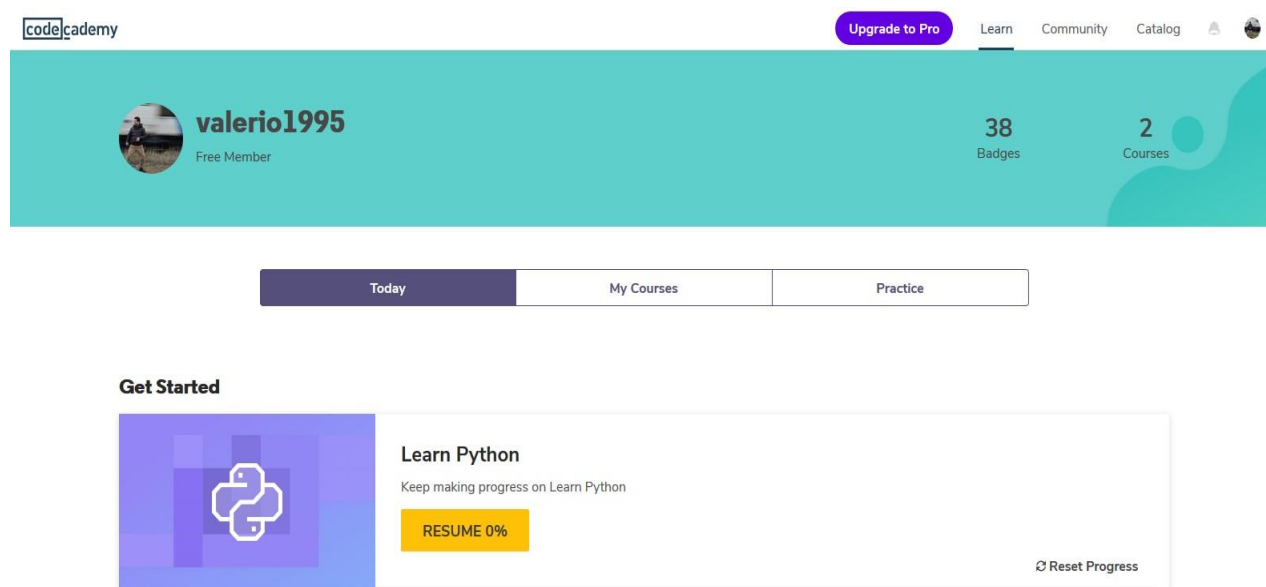 codecademy
Upgrade to Pro Learn Community Catalog
valerio1995
Free Member
38
Badges
2
Courses
Today My Courses Practice
Get Started
Learn Python
Keep making progress on Learn Python
RESUME 0%
Reset Progress